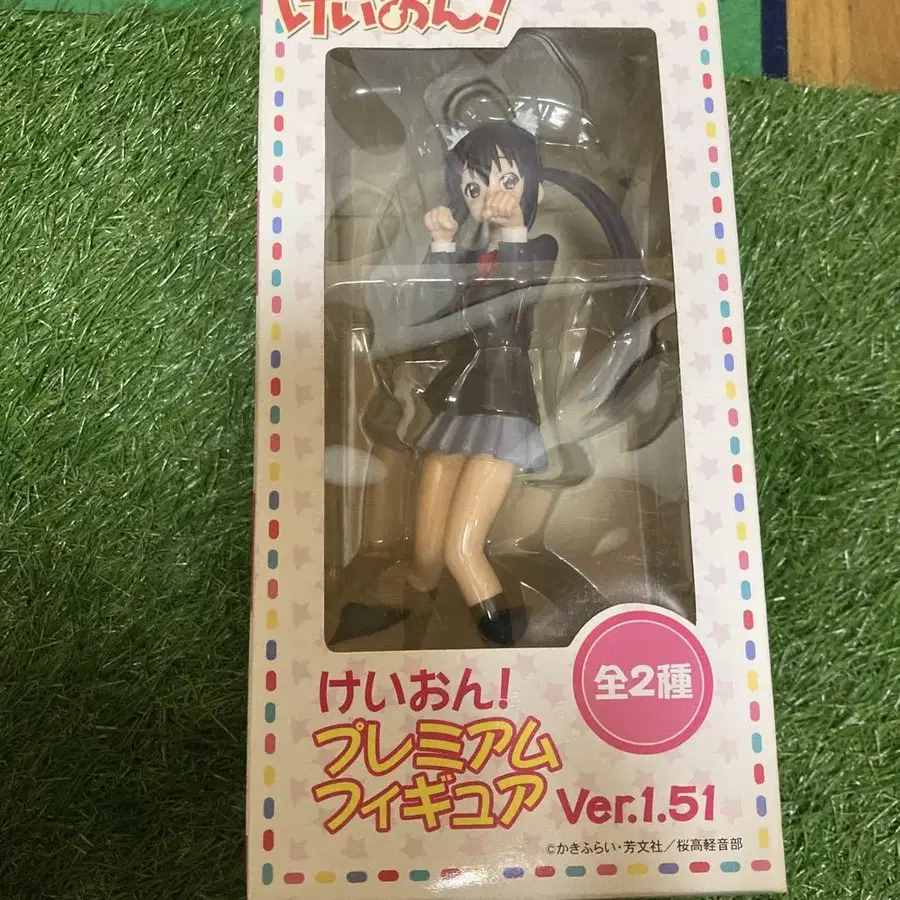 けいおん!
全2種
けいおん!
プレミアム
フィギュア Ver.1.51
©かきふらい・芳文社/桜高軽音部